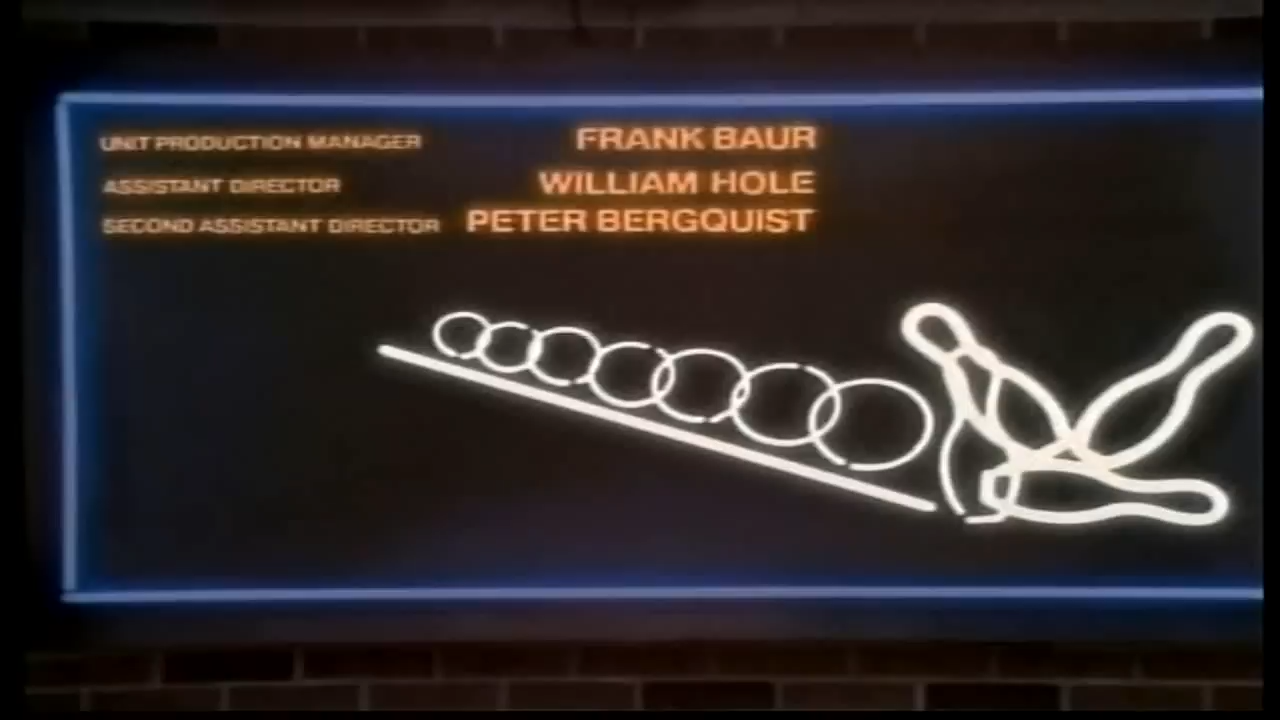 UNIT PRODUCTION MANAGER FRANK BAUR
ASSISTANT DIRECTOR WILLIAM HOLE
SECOND ASSISTANT DIRECTOR PETER BERGQUIST